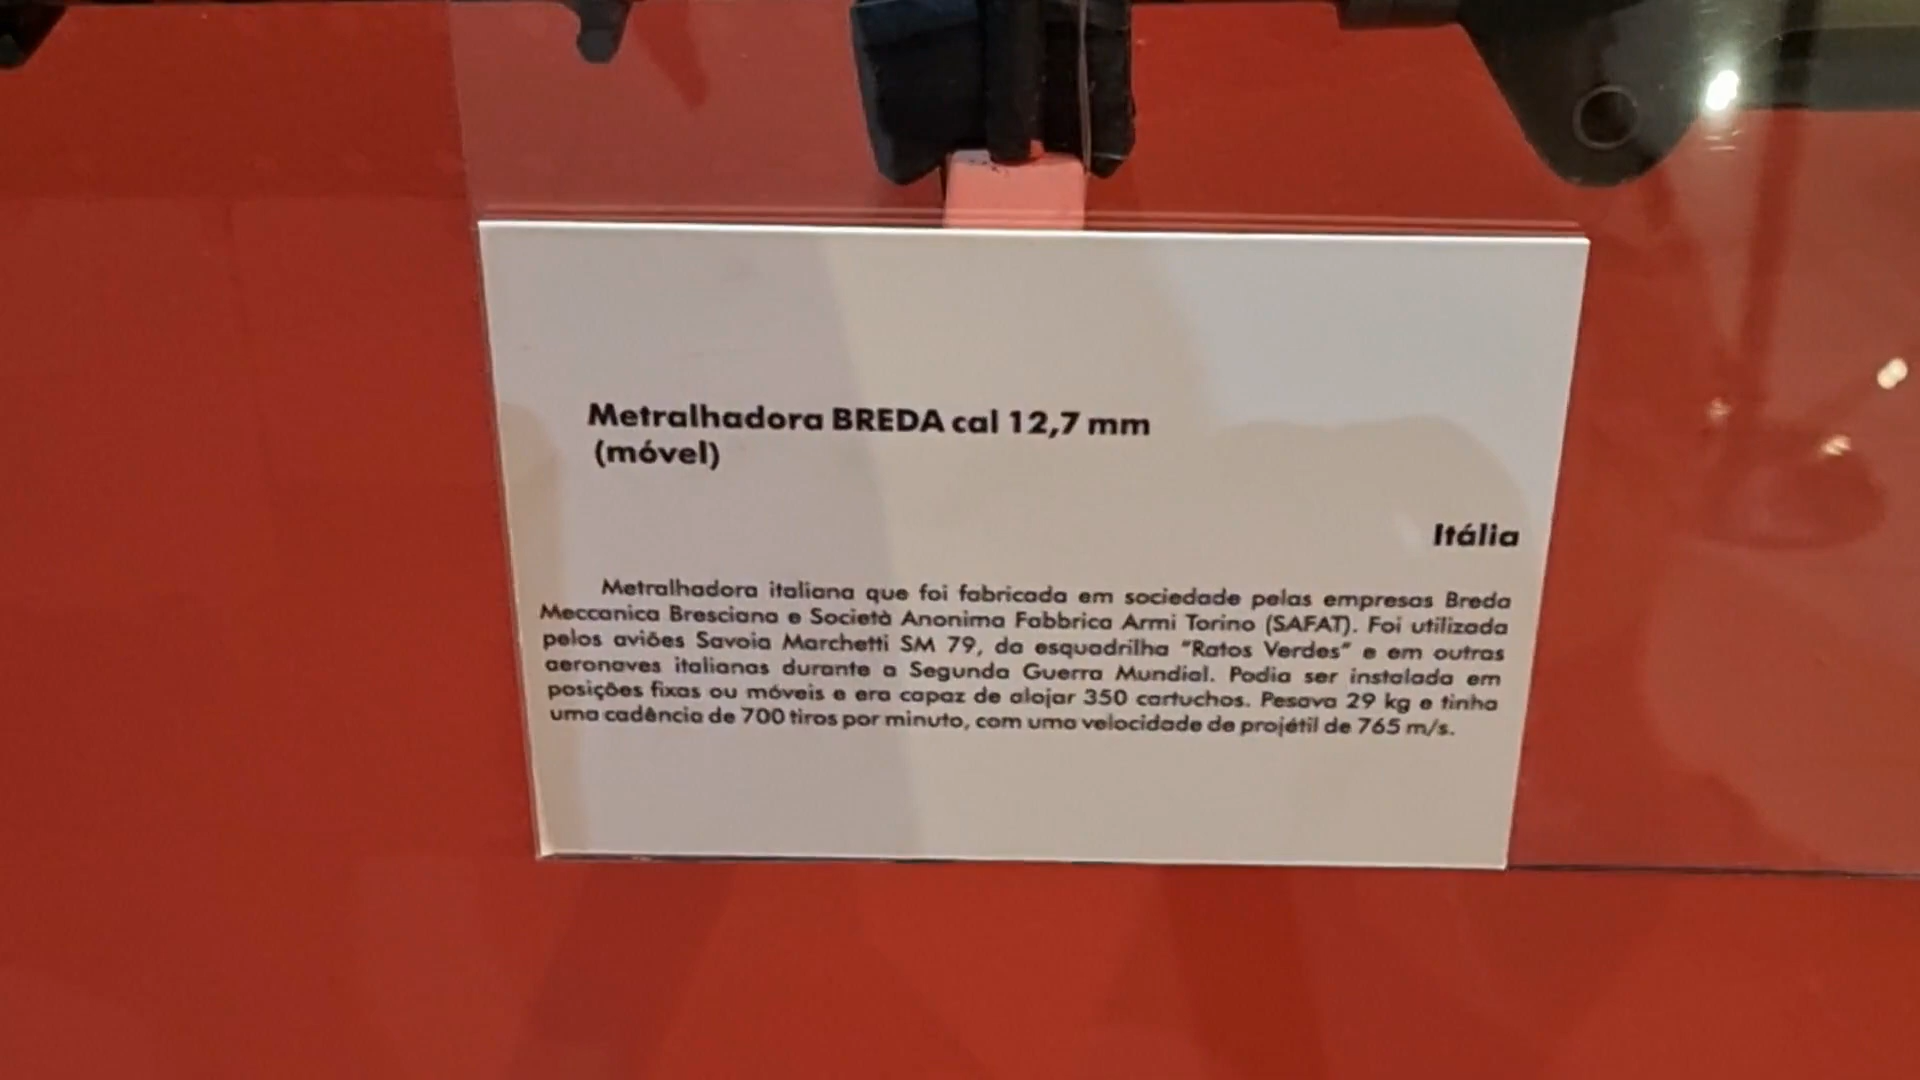 Metralhadora BREDA cal 12,7 mm
(móvel)
Itália
Metralhadora italiana que foi fabricada em sociedade pelas empresas Breda
Meccanica Bresciana e Società Anonima Fabbrica Armi Torino (SAFAT). Foi utilizada
pelos aviões Savoia Marchetti SM 79, da esquadrilha "Ratos Verdes" e em outras
aeronaves italianas durante a Segunda Guerra Mundial. Podia ser instalada em
posições fixas ou móveis e era capaz de alojar 350 cartuchos. Pesava 29 kg e tinha
uma cadência de 700 tiros por minuto, com uma velocidade de projétil de 765 m/s.